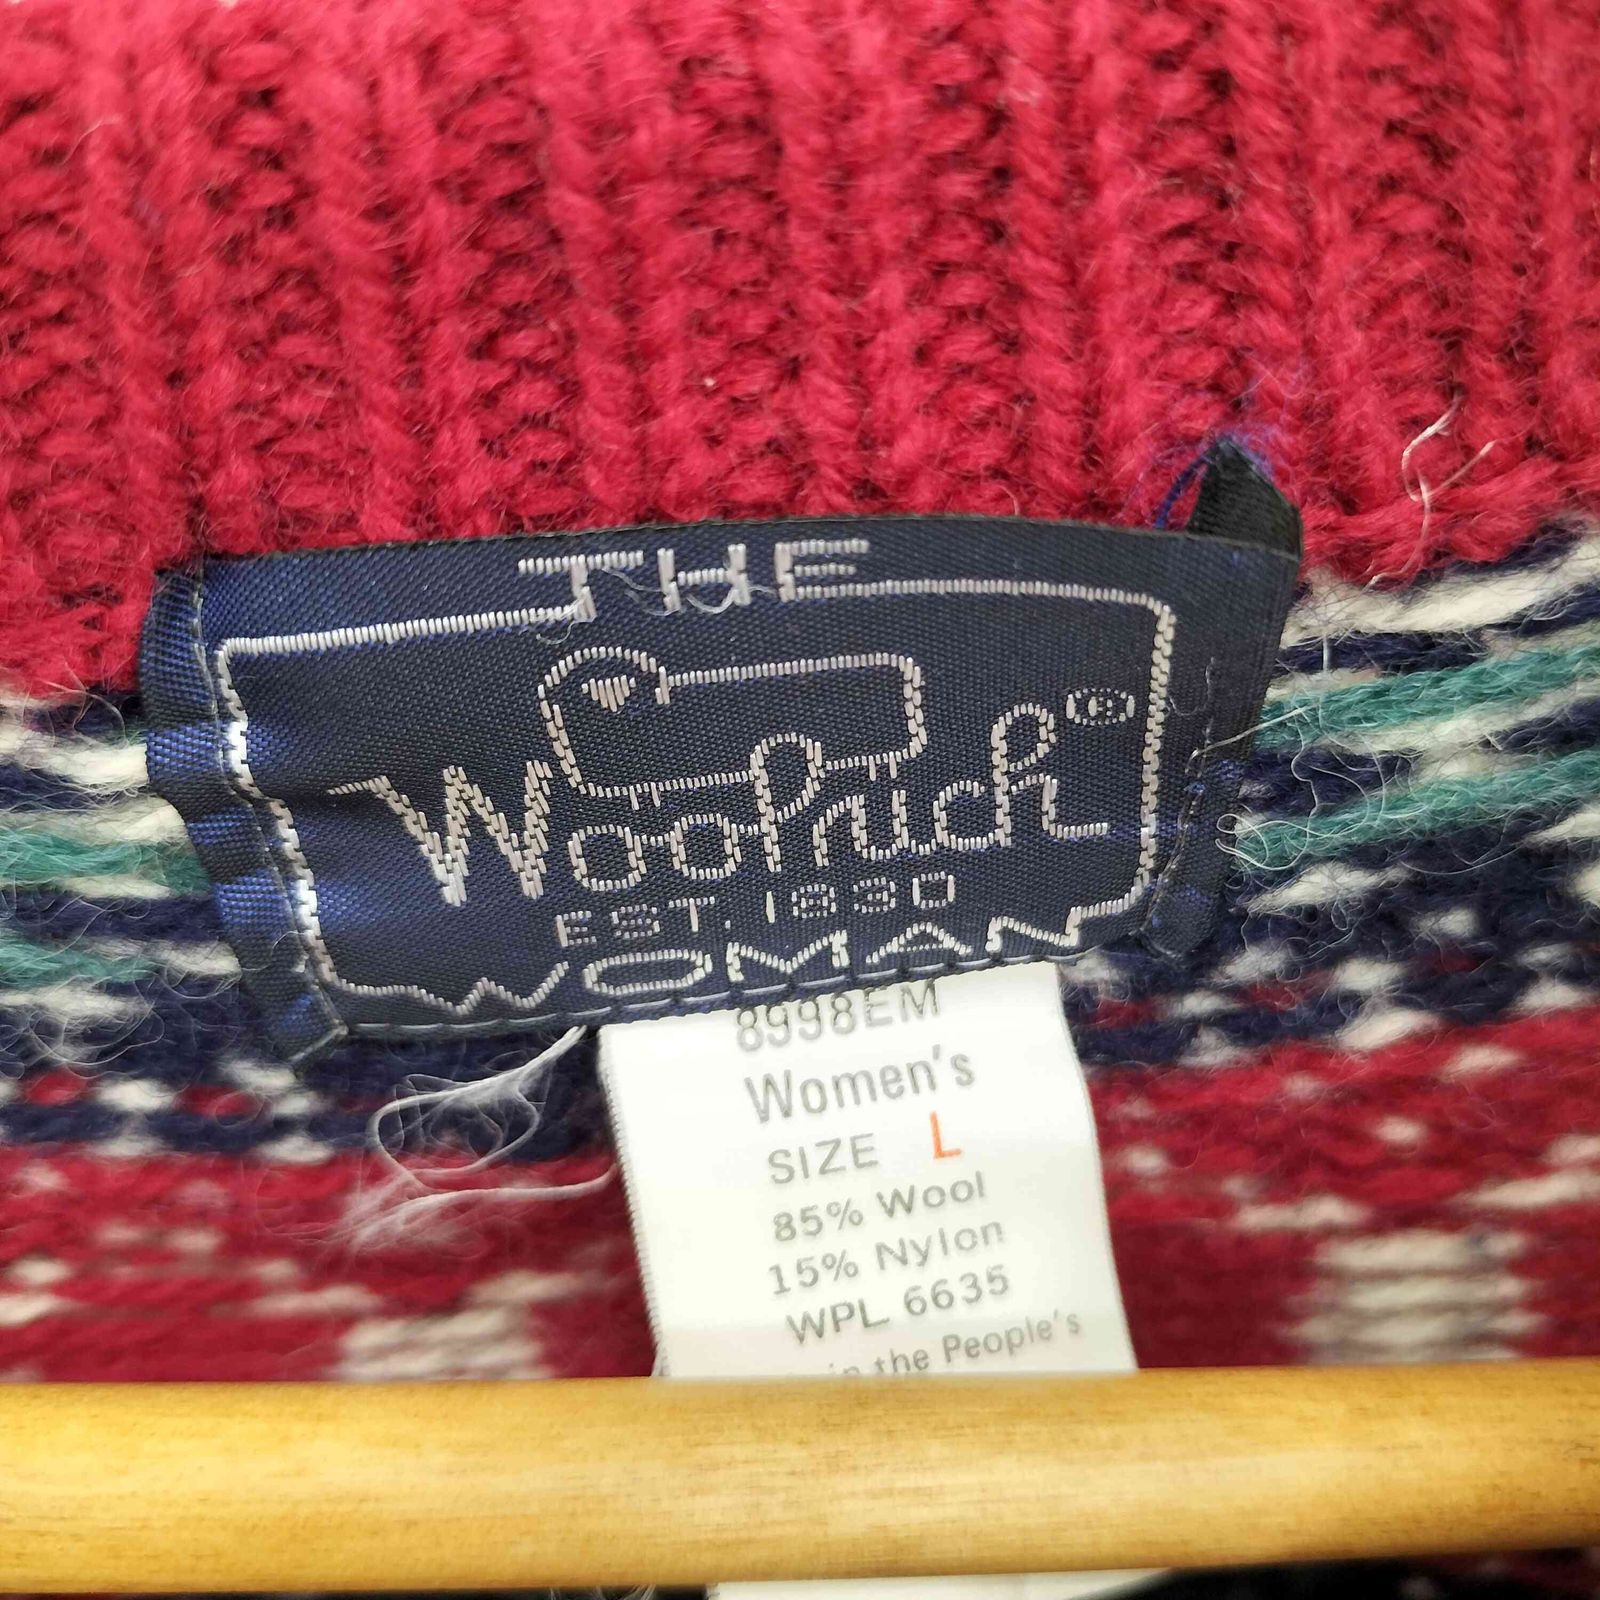 THE
Woolrich®
EST. 1830
WOMAN
8998EM
Women's
SIZE L
85% Wool
15% Nylon
WPL 6635
in the People's